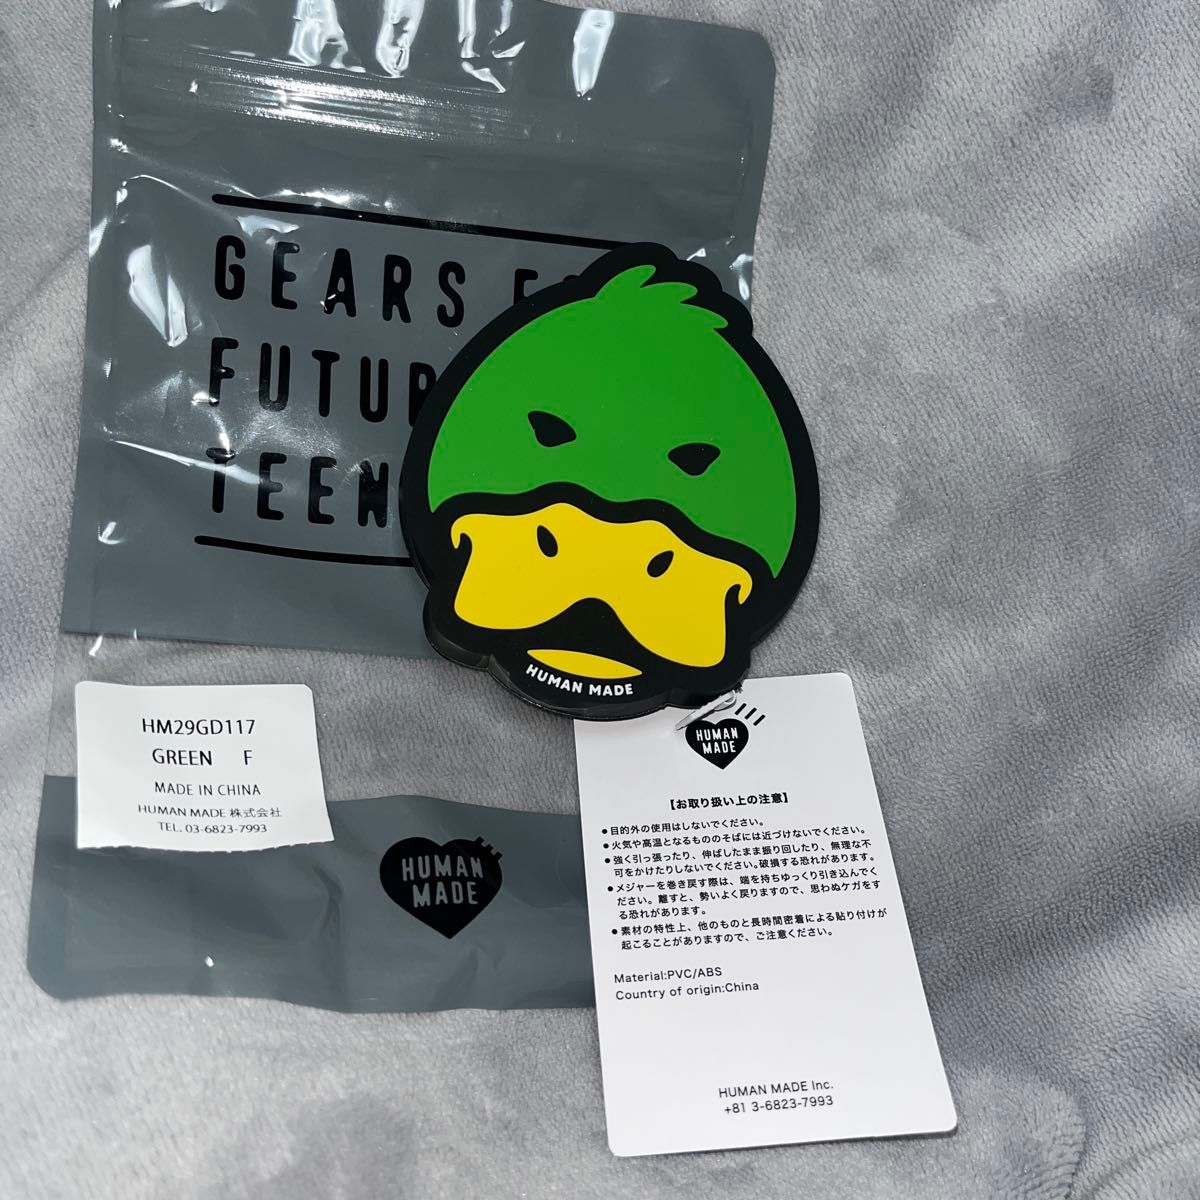 GEARS
TEEN
HUMAN MADE
HM29GD117
GREEN F
MADE IN CHINA
HUMAN MADE 株式会社
TEL. 03-6823-7993
HUMAN
MADE
HUMAN
MADE
【お取り扱い上の注意】
●目的外の使用はしないでください。
●火気や高温となるもののそばには近づけないでください。
●強く引っ張ったり、伸ばしたまま振り回したり、無理な不
可をかけたりしないでください。破損する恐れがあります。
●メジャーを巻き戻す際は、端を持ちゆっくり引き込んでく
ださい。離すと、勢いよく戻りますので、思わぬケガをす
る恐れがあります。
●素材の特性上、他のものと長時間密着による貼り付けが
起こることがありますので、ご注意ください。
Material:PVC/ABS
Country of origin:China
HUMAN MADE Inc.
+81 3-6823-7993